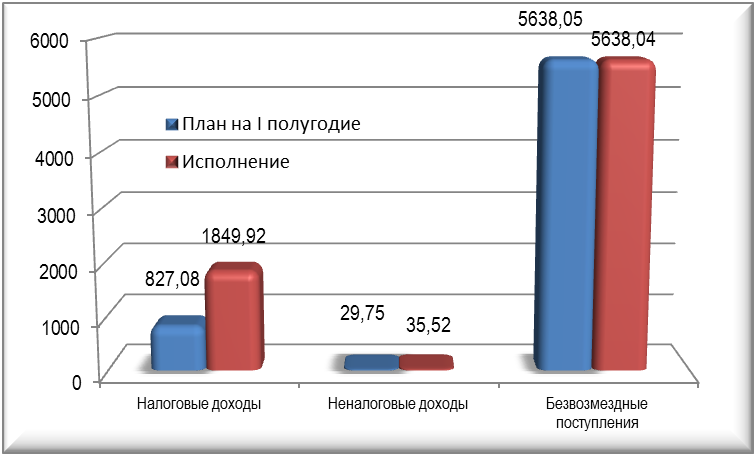 5638,05
5638,04
6000
5000
План на I полугодие
4000
Исполнение
3000
1849,92
2000
827,08
29,75
35,52
1000
0
Налоговые доходы
Неналоговые доходы
Безвозмездные
поступления